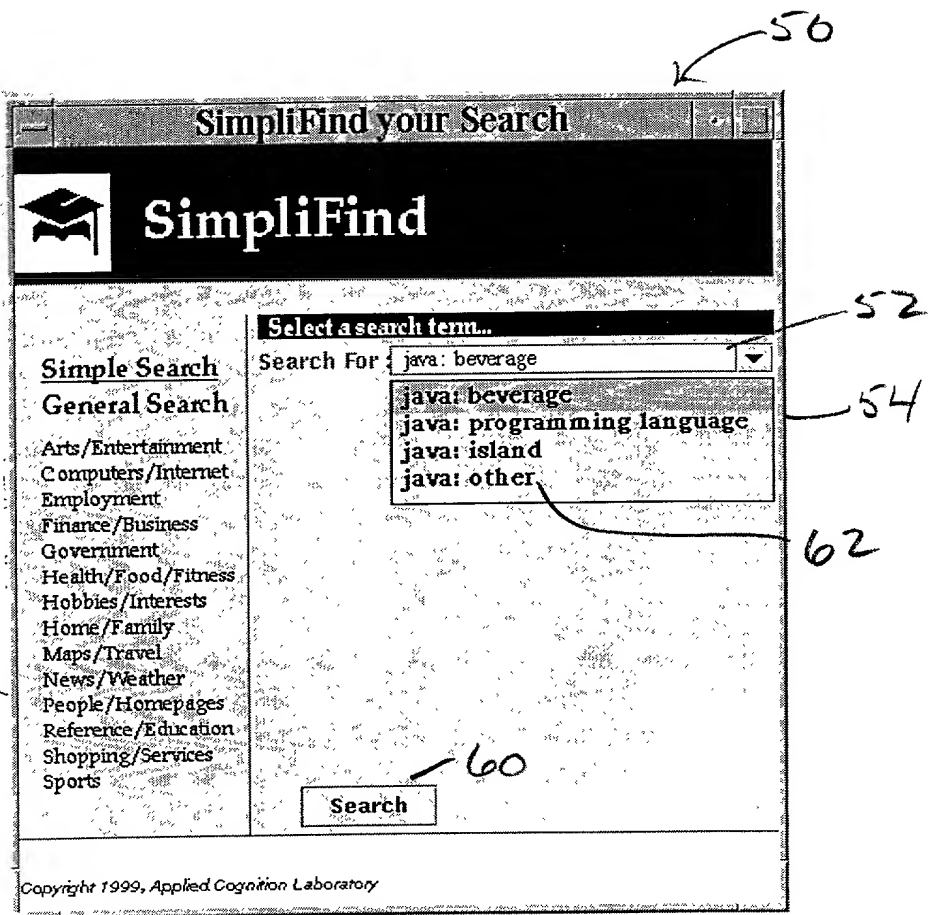 50
SimpliFind your Search
SimpliFind
Select a search term...
52
Search For : java: beverage
java: beverage
54
java: programming language
java: island
java: other
62
Simple Search
General Search
Arts/Entertainment
Computers/Internet
Employment
Finance/Business
Government
Health/Food/Fitness
Hobbies/Interests
Home/Family
Maps/Travel
News/Weather
People/Homepages
Reference/Education
Shopping/Services
Sports
60
Search
Copyright 1999, Applied Cognition Laboratory